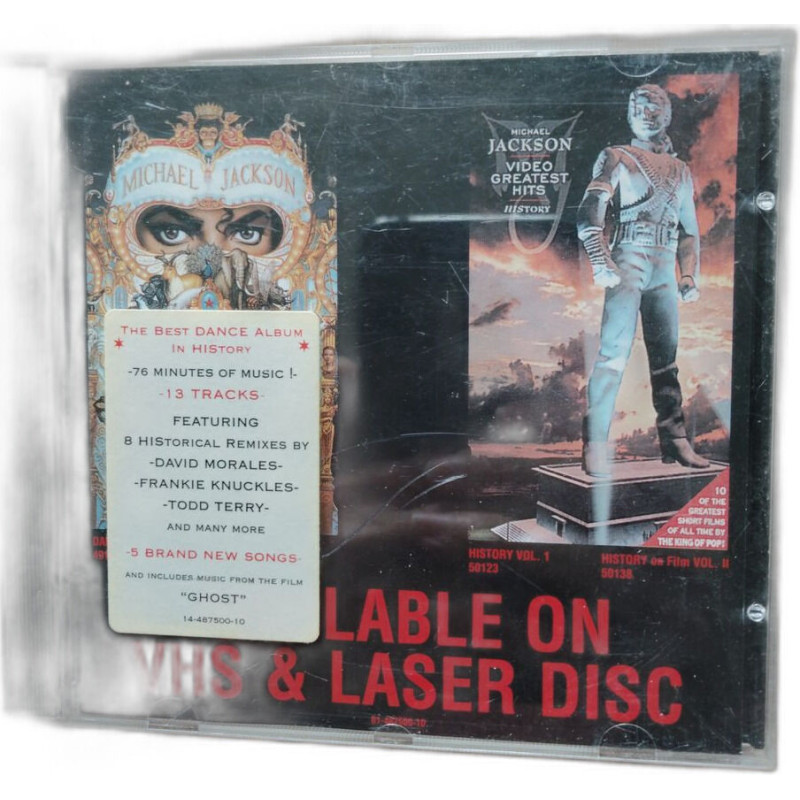 MICHAEL JACKSON
MICHAEL
JACKSON
VIDEO
GREATEST
HITS
HISTORY
THE BEST DANCE ALBUM
IN HISTORY
-76 MINUTES OF MUSIC !-
-13 TRACKS-
FEATURING
8 HISTORICAL REMIXES BY
-DAVID MORALES-
-FRANKIE KNUCKLES-
-TODD TERRY-
AND MANY MORE
-5 BRAND NEW SONGS-
AND INCLUDES MUSIC FROM THE FILM
"GHOST"
14-487500-10
10
OF THE
GREATEST
SHORT FILMS
OF ALL TIME BY
THE KING OF POP!
HISTORY VOL. 1
50123
HISTORY on Film VOL. II
50138
LABLE ON
VHS & LASER DISC